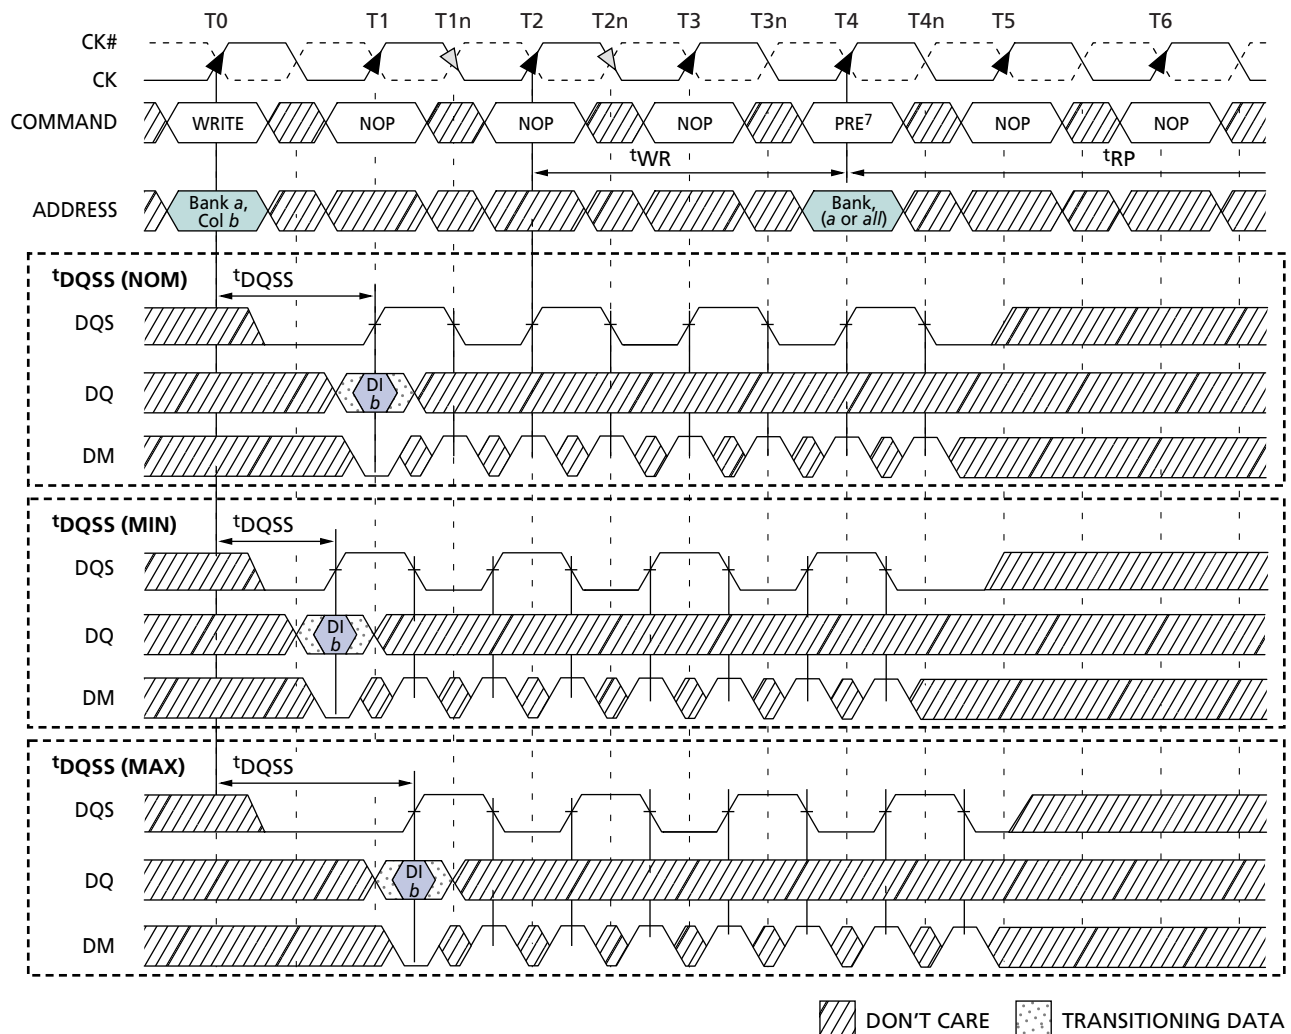 T0 T1 T1n T2 T2n T3 T3n T4 T4n T5 T6
CK#
CK
COMMAND WRITE NOP NOP NOP PRE7 NOP NOP
tWR tRP
ADDRESS Bank a, Col b Bank, (a or all)
tDQSS (NOM) tDQSS
DQS
DQ DI b
DM
tDQSS (MIN) tDQSS
DQS
DQ DI b
DM
tDQSS (MAX) tDQSS
DQS
DQ DI b
DM
DON'T CARE TRANSITIONING DATA